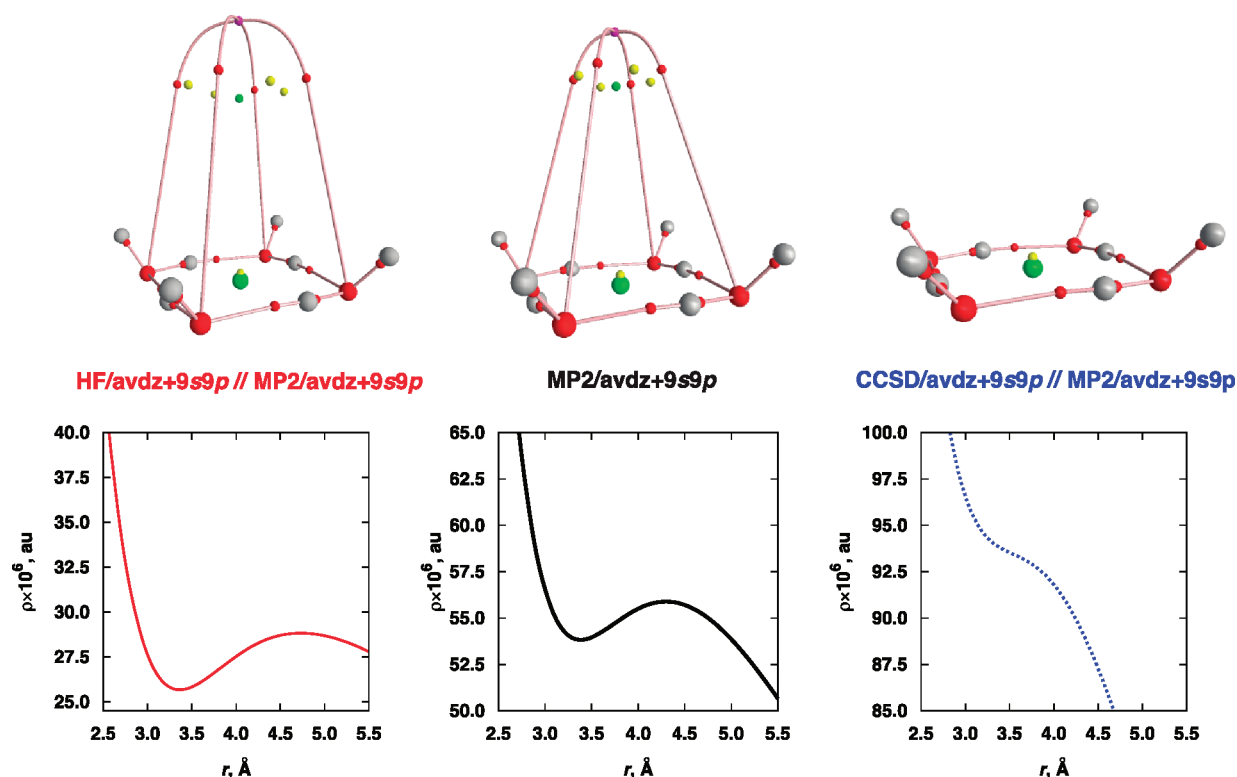 HF/avdz+9s9p // MP2/avdz+9s9p
MP2/avdz+9s9p
CCSD/avdz+9s9p // MP2/avdz+9s9p
40.0
37.5
35.0
32.5
30.0
27.5
25.0
ρ×10⁶, au
2.5 3.0 3.5 4.0 4.5 5.0 5.5
r, Å
65.0
62.5
60.0
57.5
55.0
52.5
50.0
ρ×10⁶, au
2.5 3.0 3.5 4.0 4.5 5.0 5.5
r, Å
100.0
97.5
95.0
92.5
90.0
87.5
85.0
ρ×10⁶, au
2.5 3.0 3.5 4.0 4.5 5.0 5.5
r, Å